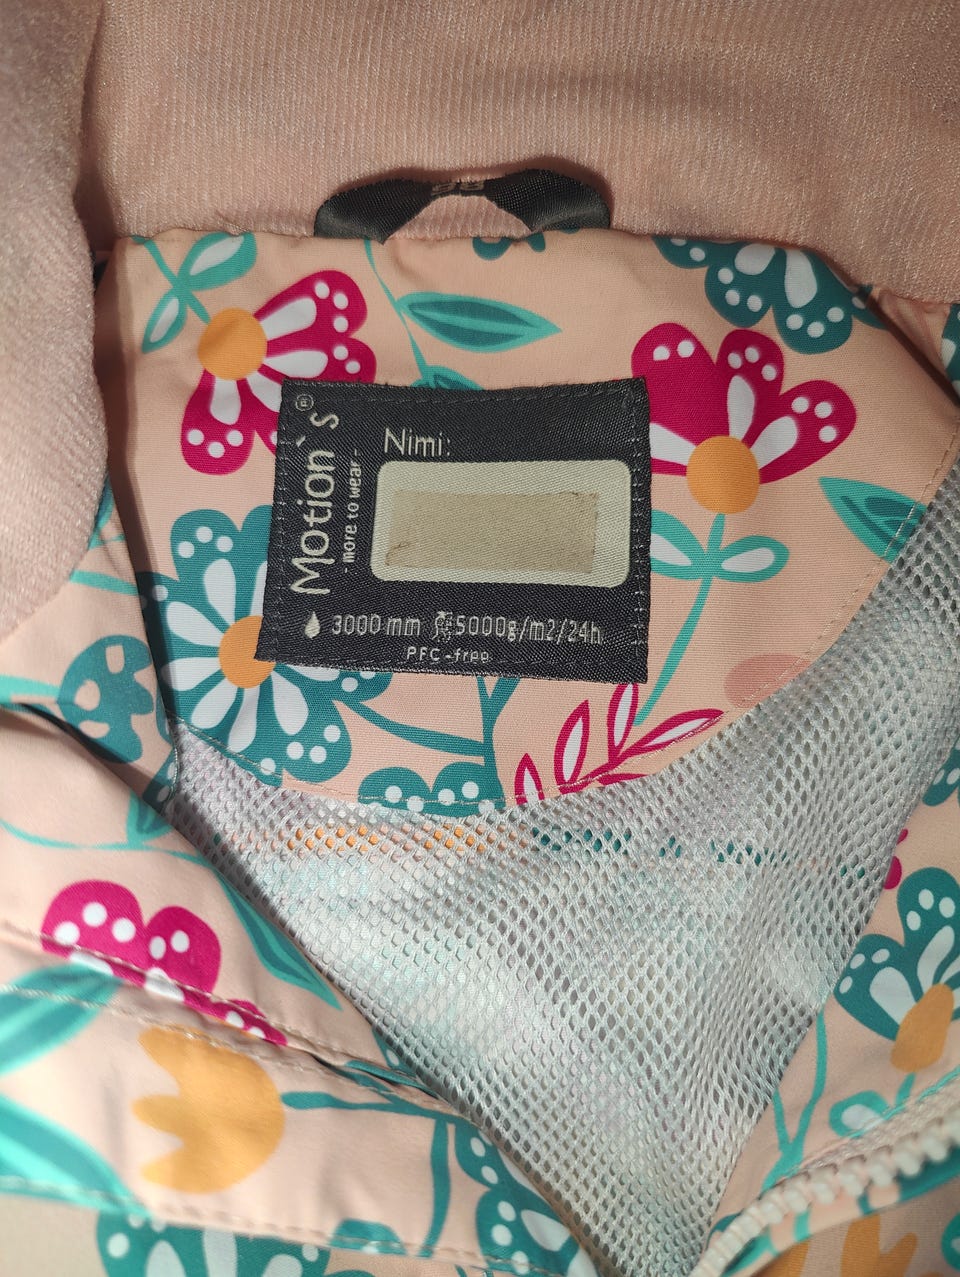 Motion`s®
- more to wear -
Nimi:
3000 mm 5000g/m2/24h
PFC-free